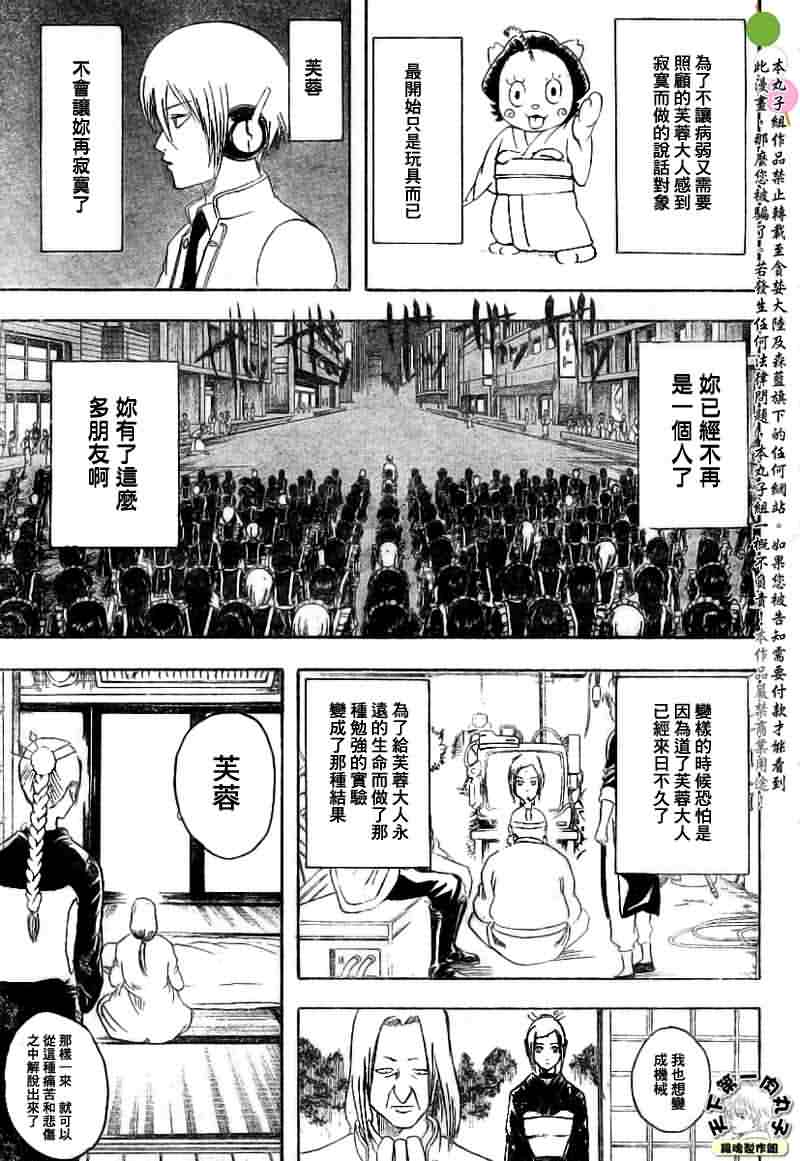 為了不讓病弱又需要
照顧的芙蓉大人感到
寂寞而做的說話對象
最開始只是玩具而已
芙蓉
不會讓妳再寂寞了
妳已經不再
是一個人了
妳有了這麼
多朋友啊
變樣的時候恐怕是
因為道了芙蓉大人
已經來日不久了
為了給芙蓉大人永
遠的生命而做了那
種勉強的實驗
變成了那種結果
芙蓉
我也想變
成機械
那樣一來 就可以
從這種痛苦和悲傷
之中解說出來了
本丸子組作品禁止轉載至貪婪大陸及森藍旗下的任何網站。如果您被告知需要付款才能看到
此漫畫，那麼您被騙了！若發生任何法律問題，本丸子組一概不負責！本作品嚴禁商業用途！
天下第一肉丸子